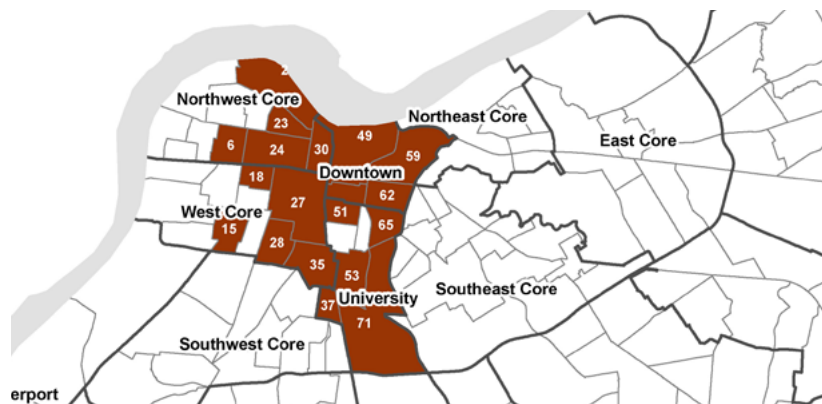 2
Northwest Core
23
49
Northeast Core
6
24
30
59
East Core
18
Downtown
62
27
West Core
51
15
65
28
35
53
Southeast Core
University
37
71
Southwest Core
erport